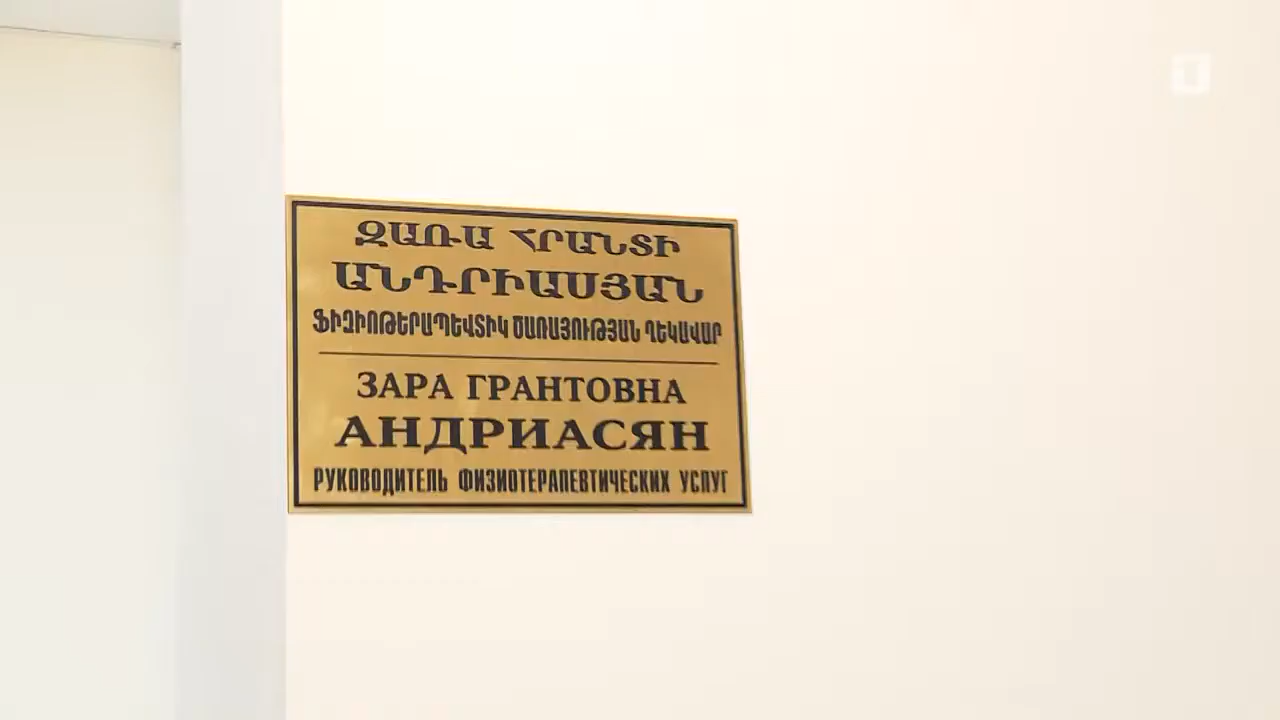 ԶԱՌԱ ՀՐԱՆՏԻ
ԱՆԴՐԻԱՍՅԱՆ
ՖԻԶԻՈԹԵՐԱՊԵՎՏԻԿ ԾԱՌԱՅՈՒԹՅԱՆ ՂԵԿԱՎԱՐ
ЗАРА ГРАНТОВНА
АНДРИАСЯН
РУКОВОДИТЕЛЬ ФИЗИОТЕРАПЕВТИЧЕСКИХ УСЛУГ